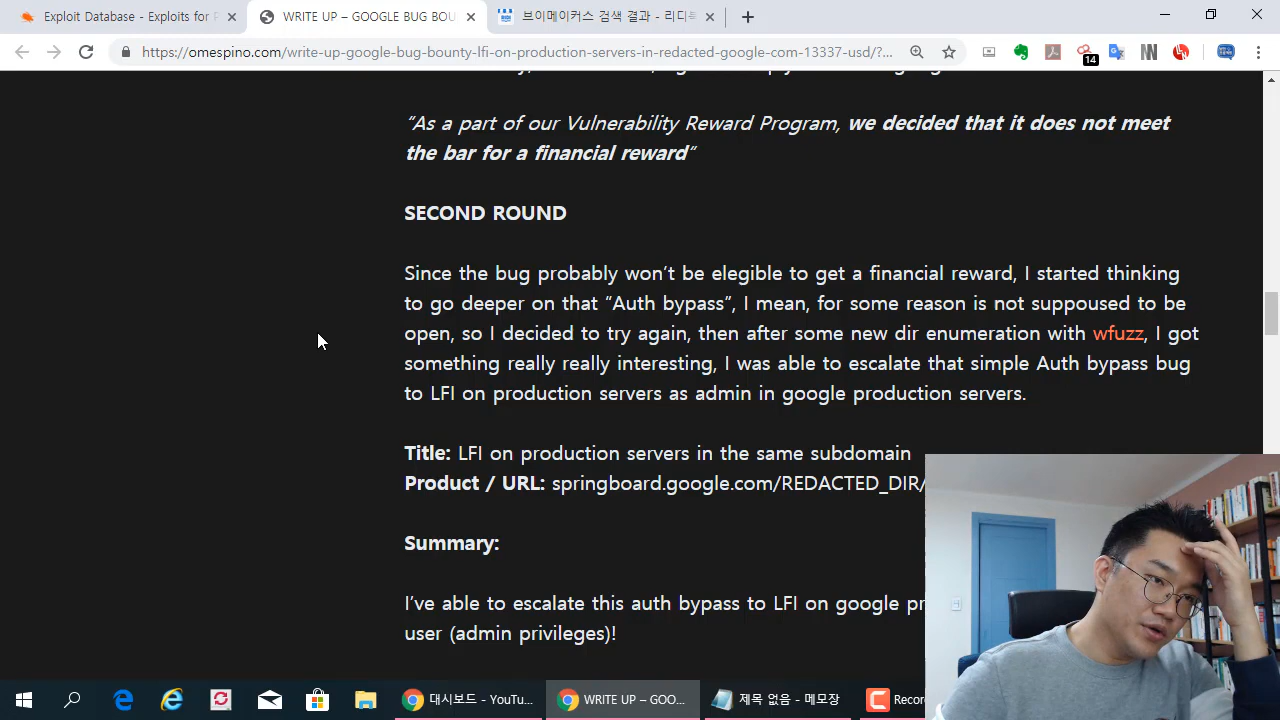 Exploit Database - Exploits for P
WRITE UP – GOOGLE BUG BOU
브이메이커스 검색 결과 - 리디북
https://omespino.com/write-up-google-bug-bounty-lfi-on-production-servers-in-redacted-google-com-13337-usd/?...
14
“As a part of our Vulnerability Reward Program, we decided that it does not meet
the bar for a financial reward“
SECOND ROUND
Since the bug probably won’t be elegible to get a financial reward, I started thinking
to go deeper on that “Auth bypass”, I mean, for some reason is not suppoused to be
open, so I decided to try again, then after some new dir enumeration with wfuzz, I got
something really really interesting, I was able to escalate that simple Auth bypass bug
to LFI on production servers as admin in google production servers.
Title: LFI on production servers in the same subdomain
Product / URL: springboard.google.com/REDACTED_DIR/
Summary:
I’ve able to escalate this auth bypass to LFI on google pr
user (admin privileges)!
대시보드 - YouTu...
WRITE UP – GOO...
제목 없음 - 메모장
Recor